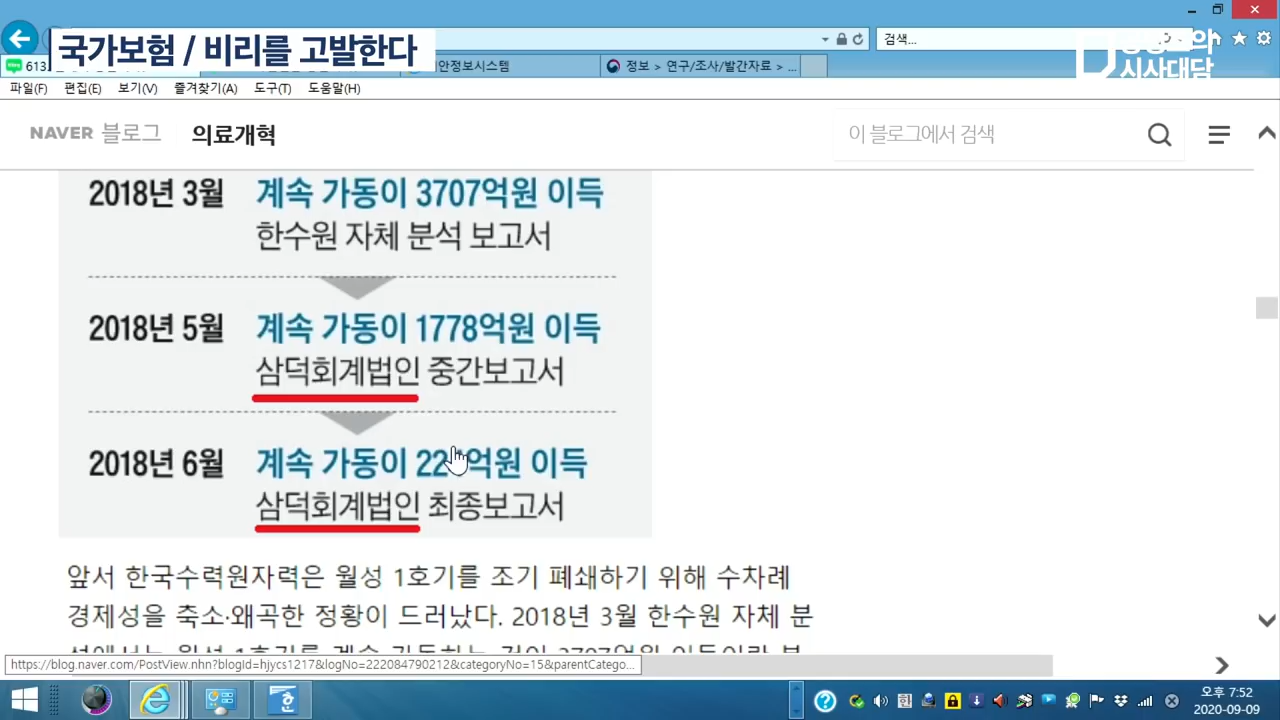 국가보험 / 비리를 고발한다
검색...
시사대담
안정보시스템
정보 > 연구/조사/발간자료 > ...
파일(F) 편집(E) 보기(V) 즐겨찾기(A) 도구(T) 도움말(H)
NAVER 블로그 의료개혁 이 블로그에서 검색
2018년 3월 계속 가동이 3707억원 이득
한수원 자체 분석 보고서
2018년 5월 계속 가동이 1778억원 이득
삼덕회계법인 중간보고서
2018년 6월 계속 가동이 억원 이득
삼덕회계법인 최종보고서
앞서 한국수력원자력은 월성 1호기를 조기 폐쇄하기 위해 수차례
경제성을 축소·왜곡한 정황이 드러났다. 2018년 3월 한수원 자체 분
https://blog.naver.com/PostView.nhn?blogId=hjycs1217&logNo=222084790212&categoryNo=15&parentCatego...
오후 7:52
2020-09-09